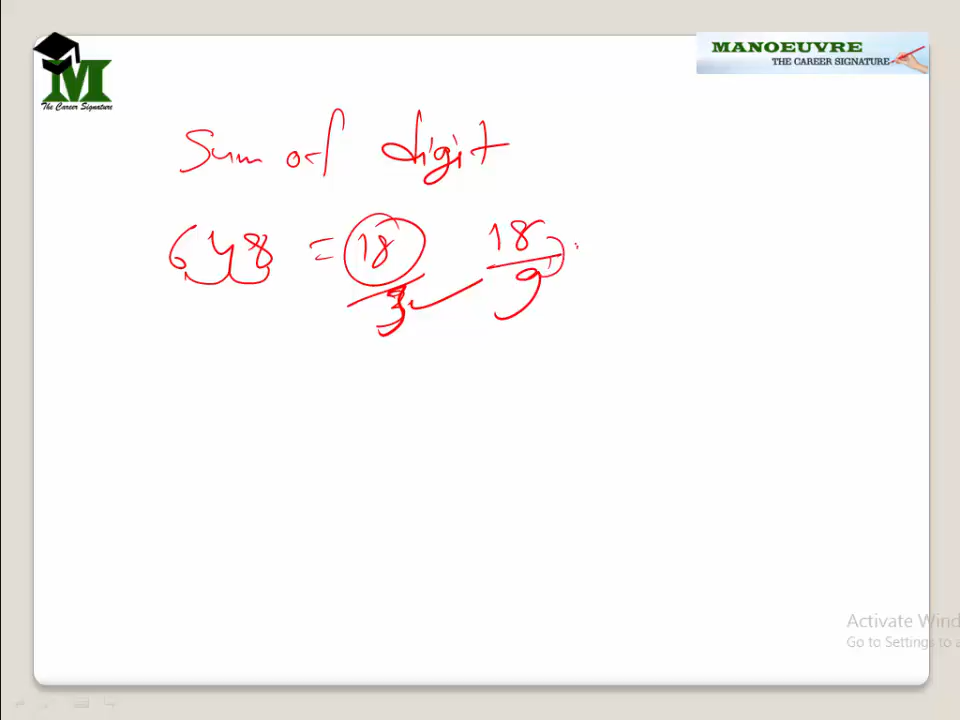 MANOEUVRE
THE CAREER SIGNATURE
M
The Career Signature
Sum of digit
648 = 18/3 18/9
Activate Wind
Go to Settings to a